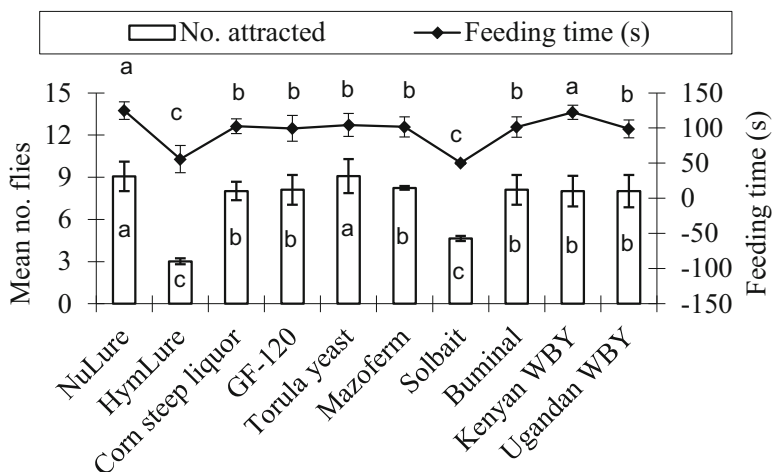 No. attracted Feeding time (s)
a c b b b b c b a b
15 12 9 6 3 0
Mean no. flies
150 100 50 0 -50 -100 -150
Feeding time (s)
a c b b a b c b b b
NuLure
HymLure
Corn steep liquor
GF-120
Torula yeast
Mazoferm
Solbait
Buminal
Kenyan WBY
Ugandan WBY